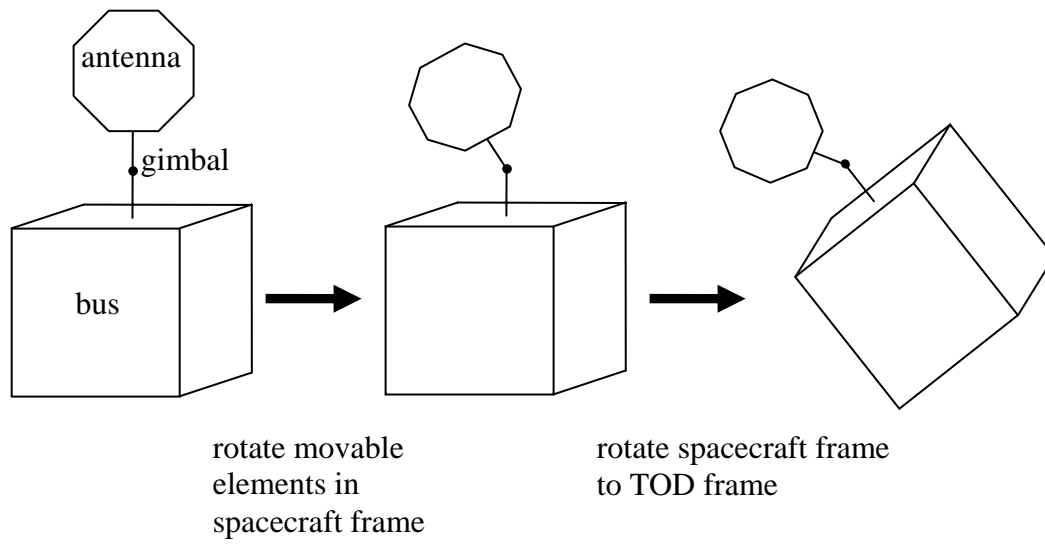 antenna
gimbal
bus
rotate movable
elements in
spacecraft frame
rotate spacecraft frame
to TOD frame